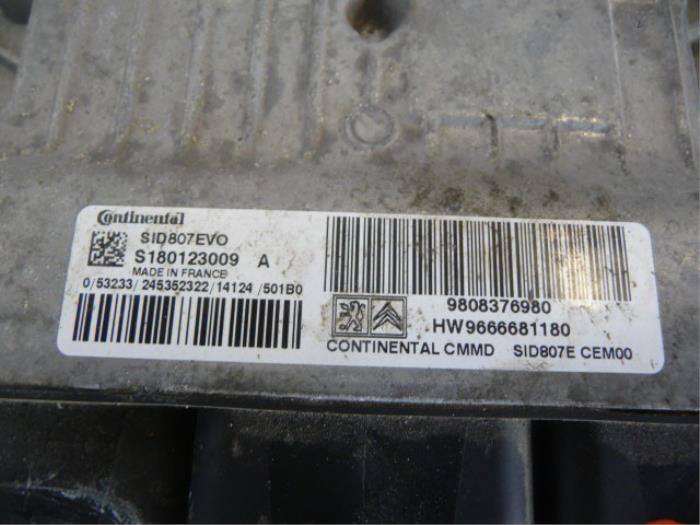 Continental
SID807EVO
S180123009 A
MADE IN FRANCE
0/53233/245352322/14124/501B0
9808376980
HW9666681180
CONTINENTAL CMMD SID807E CEM00